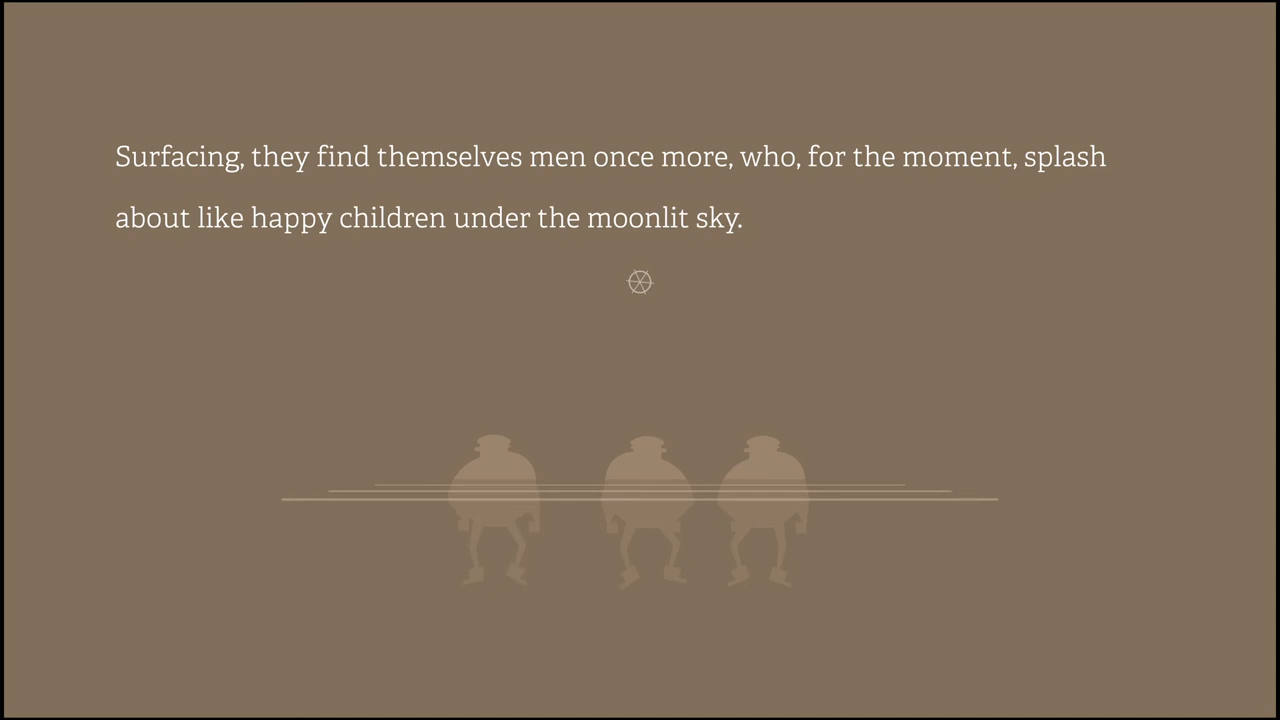 Surfacing, they find themselves men once more, who, for the moment, splash
about like happy children under the moonlit sky.